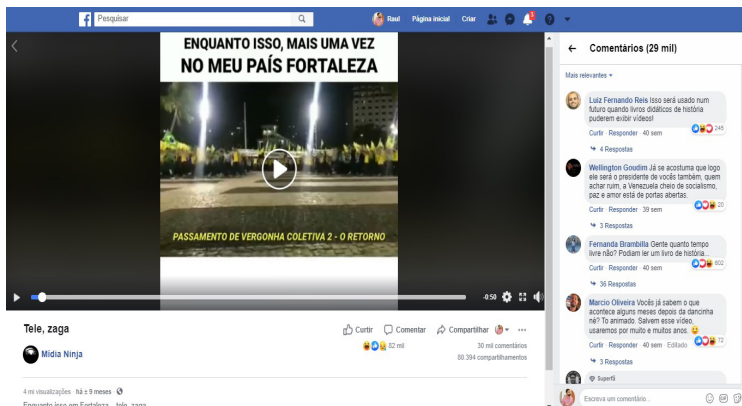 Pesquisar
Raul Página inicial Criar
ENQUANTO ISSO, MAIS UMA VEZ
NO MEU PAÍS FORTALEZA
PASSAMENTO DE VERGONHA COLETIVA 2 - O RETORNO
-0:50
Tele, zaga
Curtir Comentar Compartilhar
Mídia Ninja
82 mil
30 mil comentários
80.394 compartilhamentos
4 mi visualizações · há ± 9 meses ·
Enquanto isso em Fortaleza... tele, zaga
Comentários (29 mil)
Mais relevantes
Luiz Fernando Reis Isso será usado num
futuro quando livros didáticos de história
puderem exibir vídeos!
248
Curtir · Responder · 40 sem
4 Respostas
Wellington Goudim Já se acostuma que logo
ele será o presidente de vocês também, quem
achar ruim, a Venezuela cheio de socialismo,
paz e amor está de portas abertas.
20
Curtir · Responder · 39 sem
3 Respostas
Fernanda Brambilla Gente quanto tempo
livre não? Podiam ler um livro de história...
602
Curtir · Responder · 40 sem
36 Respostas
Marcio Oliveira Vocês já sabem o que
acontece alguns meses depois da dancinha
né? To animado. Salvem esse vídeo,
usaremos por muito e muitos anos.
72
Curtir · Responder · 40 sem · Editado
3 Respostas
Superfã
Escreva um comentário...
GIF